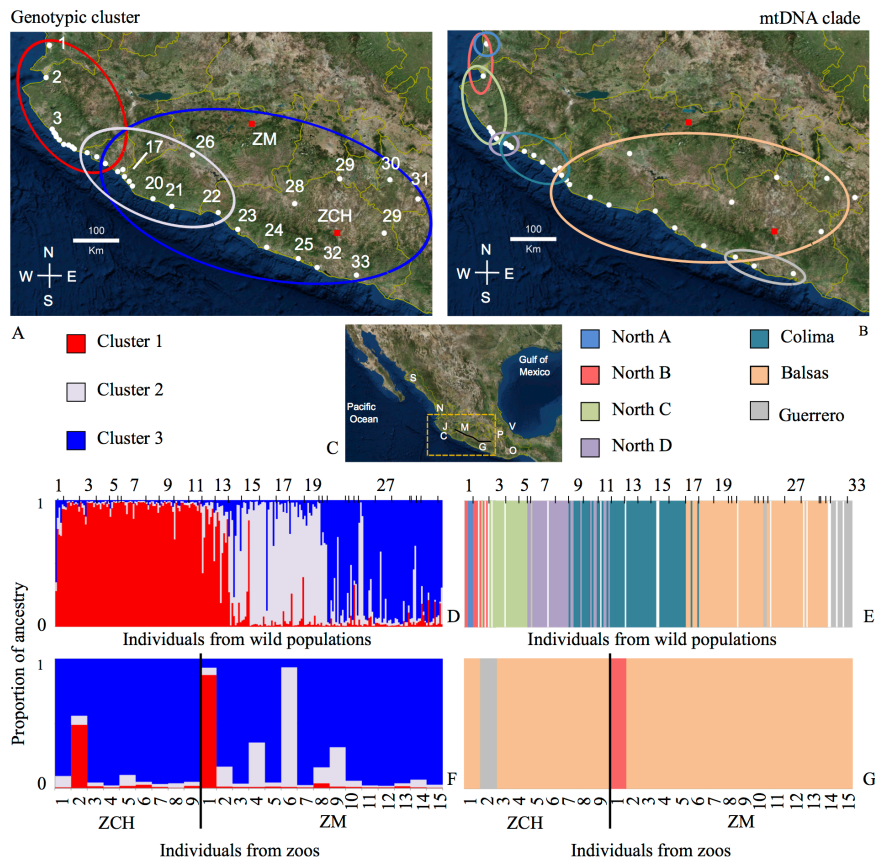 Genotypic cluster
mtDNA clade
1
2
3
17
26
ZM
29
30
31
20
21
22
28
ZCH
23
29
24
25
32
33
100
Km
N
W E
S
100
Km
N
W E
S
A
B
Cluster 1
Cluster 2
Cluster 3
Gulf of
Mexico
Pacific
Ocean
S
N
J
M
C
G
P
V
O
C
North A
North B
North C
North D
Colima
Balsas
Guerrero
1 3 5 7 9 11 13 15 17 19 27
1
0
D
Individuals from wild populations
1 3 5 7 9 11 13 15 17 19 27 33
E
Individuals from wild populations
Proportion of ancestry
1
0
F
1 2 3 4 5 6 7 8 9 1 2 3 4 5 6 7 8 9 10 11 12 13 14 15
ZCH ZM
Individuals from zoos
G
1 2 3 4 5 6 7 8 9 1 2 3 4 5 6 7 8 9 10 11 12 13 14 15
ZCH ZM
Individuals from zoos